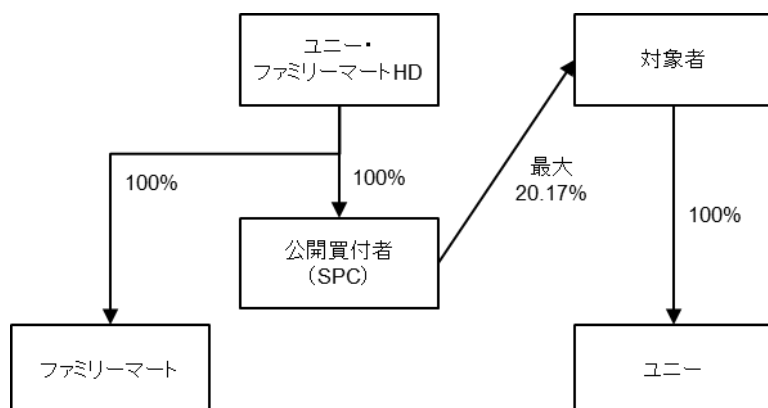 ユニー・
ファミリーマートHD
対象者
100%
100%
最大
20.17%
100%
公開買付者
（SPC）
ファミリーマート
ユニー